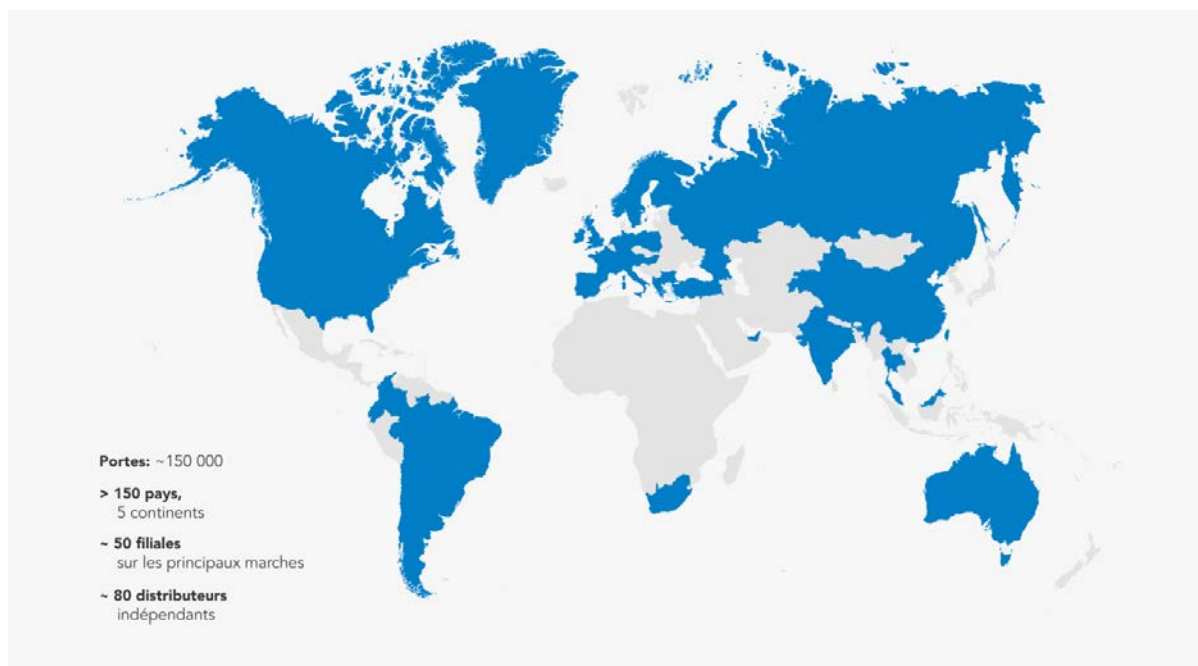 Portes: ~150 000
> 150 pays,
5 continents
~ 50 filiales
sur les principaux marches
~ 80 distributeurs
indépendants